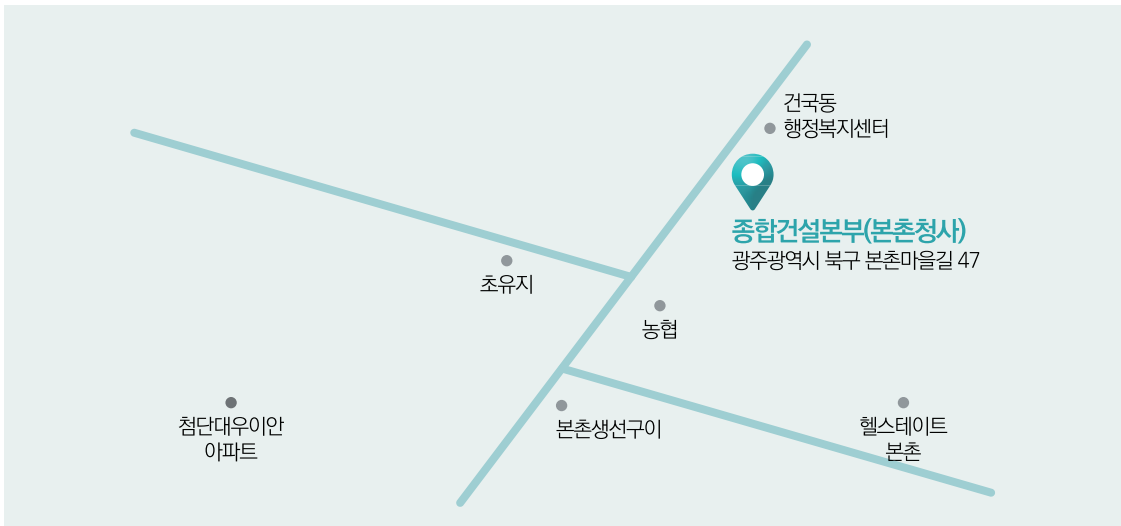 건국동
행정복지센터
종합건설본부(본촌청사)
광주광역시 북구 본촌마을길 47
초유지
농협
첨단대우이안
아파트
본촌생선구이
헬스테이트
본촌